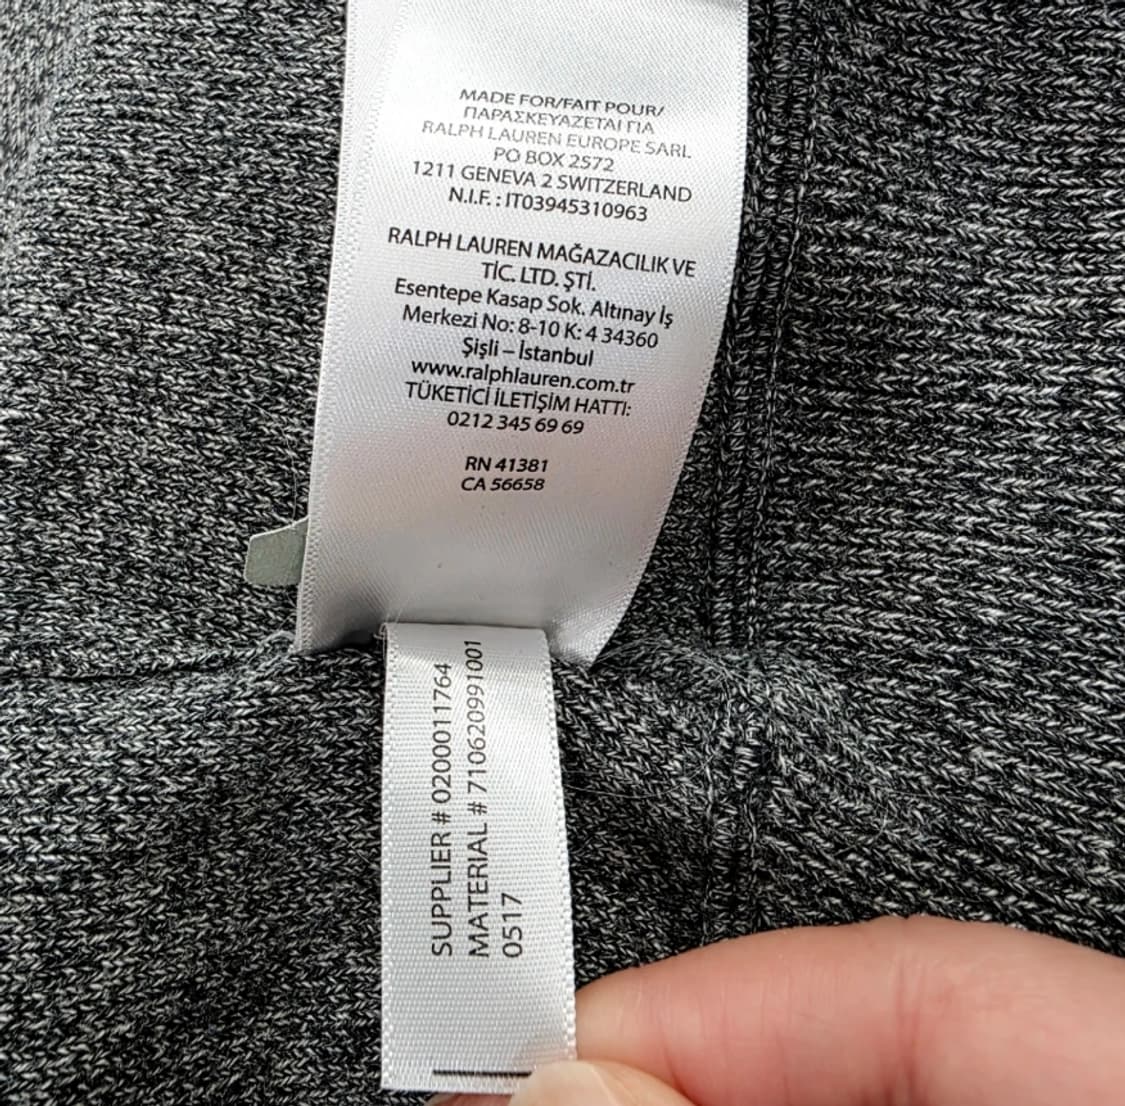 MADE FOR/FAIT POUR/
ΠΑΡΑΣΚΕΥΑΖΕΤΑΙ ΓΙΑ
RALPH LAUREN EUROPE SARL
PO BOX 2572
1211 GENEVA 2 SWITZERLAND
N.I.F. : IT03945310963
RALPH LAUREN MAĞAZACILIK VE
TİC. LTD. ŞTİ.
Esentepe Kasap Sok. Altınay İş
Merkezi No: 8-10 K: 4 34360
Şişli – İstanbul
www.ralphlauren.com.tr
TÜKETİCİ İLETİŞİM HATTI:
0212 345 69 69
RN 41381
CA 56658
SUPPLIER # 0200011764
MATERIAL # 710620991001
0517